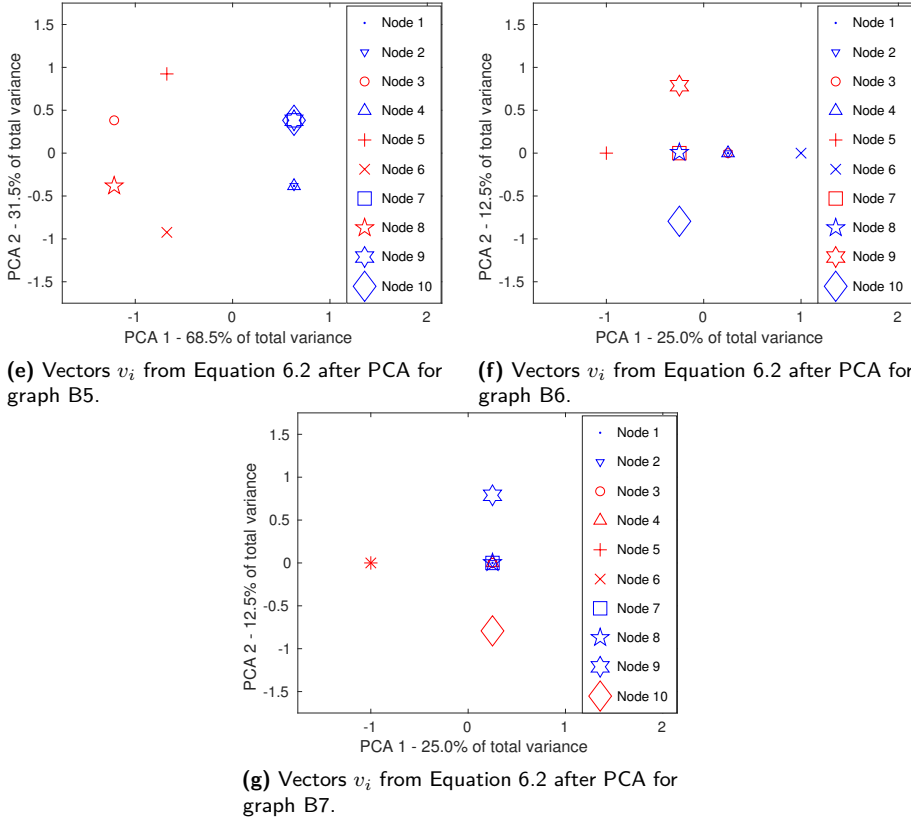 PCA 2 - 31.5% of total variance
1.5
1
0.5
0
-0.5
-1
-1.5
-1
0
1
2
PCA 1 - 68.5% of total variance
Node 1
Node 2
Node 3
Node 4
Node 5
Node 6
Node 7
Node 8
Node 9
Node 10
(e) Vectors v_i from Equation 6.2 after PCA for
graph B5.
PCA 2 - 12.5% of total variance
1.5
1
0.5
0
-0.5
-1
-1.5
-1
0
1
2
PCA 1 - 25.0% of total variance
Node 1
Node 2
Node 3
Node 4
Node 5
Node 6
Node 7
Node 8
Node 9
Node 10
(f) Vectors v_i from Equation 6.2 after PCA for
graph B6.
PCA 2 - 12.5% of total variance
1.5
1
0.5
0
-0.5
-1
-1.5
-1
0
1
2
PCA 1 - 25.0% of total variance
Node 1
Node 2
Node 3
Node 4
Node 5
Node 6
Node 7
Node 8
Node 9
Node 10
(g) Vectors v_i from Equation 6.2 after PCA for
graph B7.